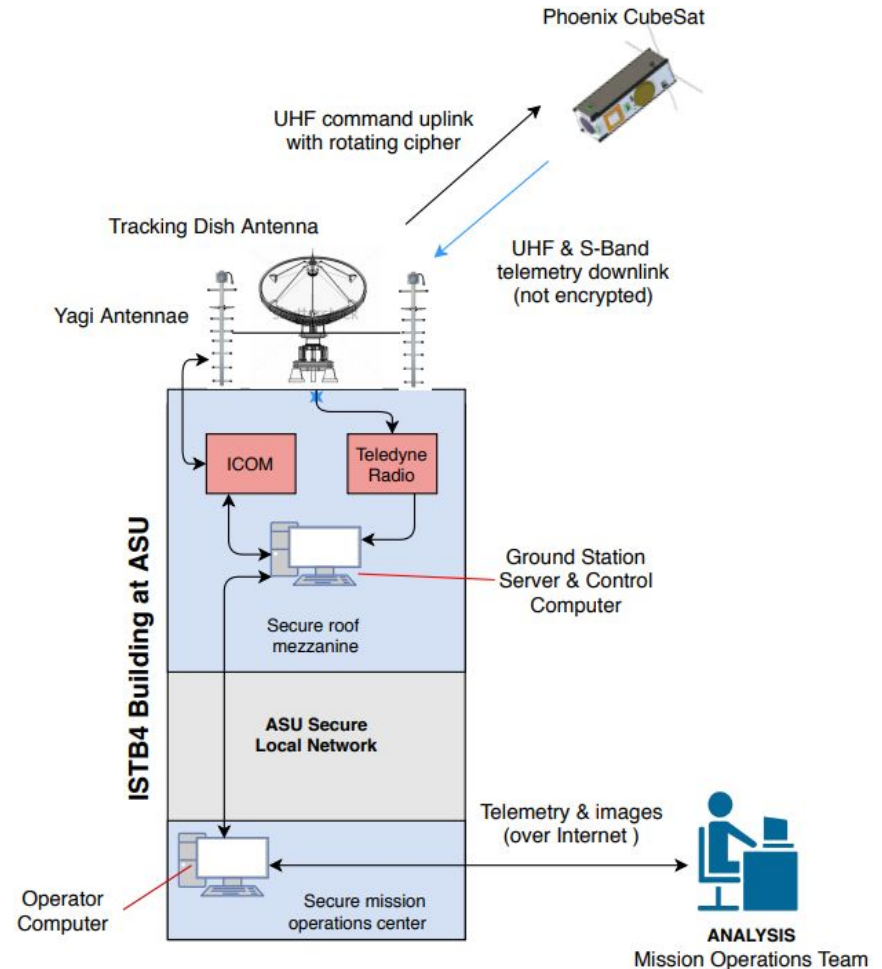 Phoenix CubeSat
UHF command uplink
with rotating cipher
Tracking Dish Antenna
UHF & S-Band
telemetry downlink
(not encrypted)
Yagi Antennae
ICOM
Teledyne
Radio
Ground Station
Server & Control
Computer
Secure roof
mezzanine
ISTB4 Building at ASU
ASU Secure
Local Network
Telemetry & images
(over Internet )
Operator
Computer
Secure mission
operations center
ANALYSIS
Mission Operations Team